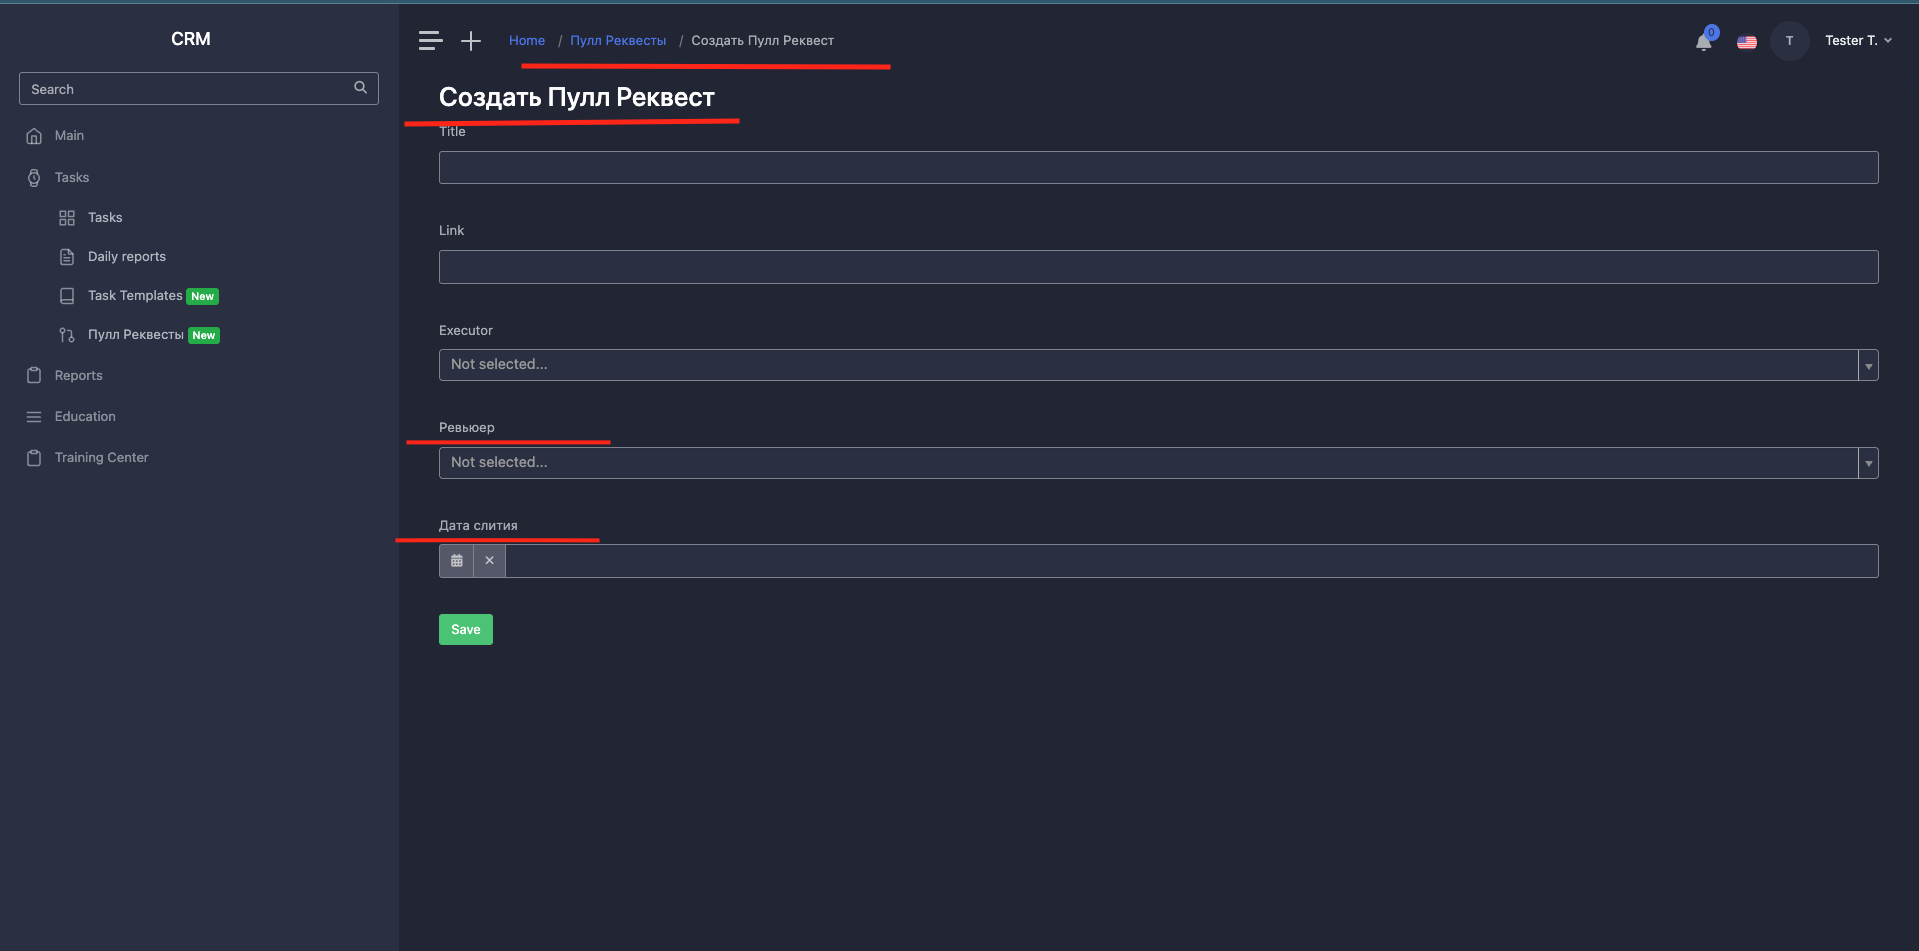 CRM
Search
Main
Tasks
Tasks
Daily reports
Task Templates New
Пулл Реквесты New
Reports
Education
Training Center
Home / Пулл Реквесты / Создать Пулл Реквест
0
T
Tester T.
Создать Пулл Реквест
Title
Link
Executor
Not selected...
Ревьюер
Not selected...
Дата слития
Save